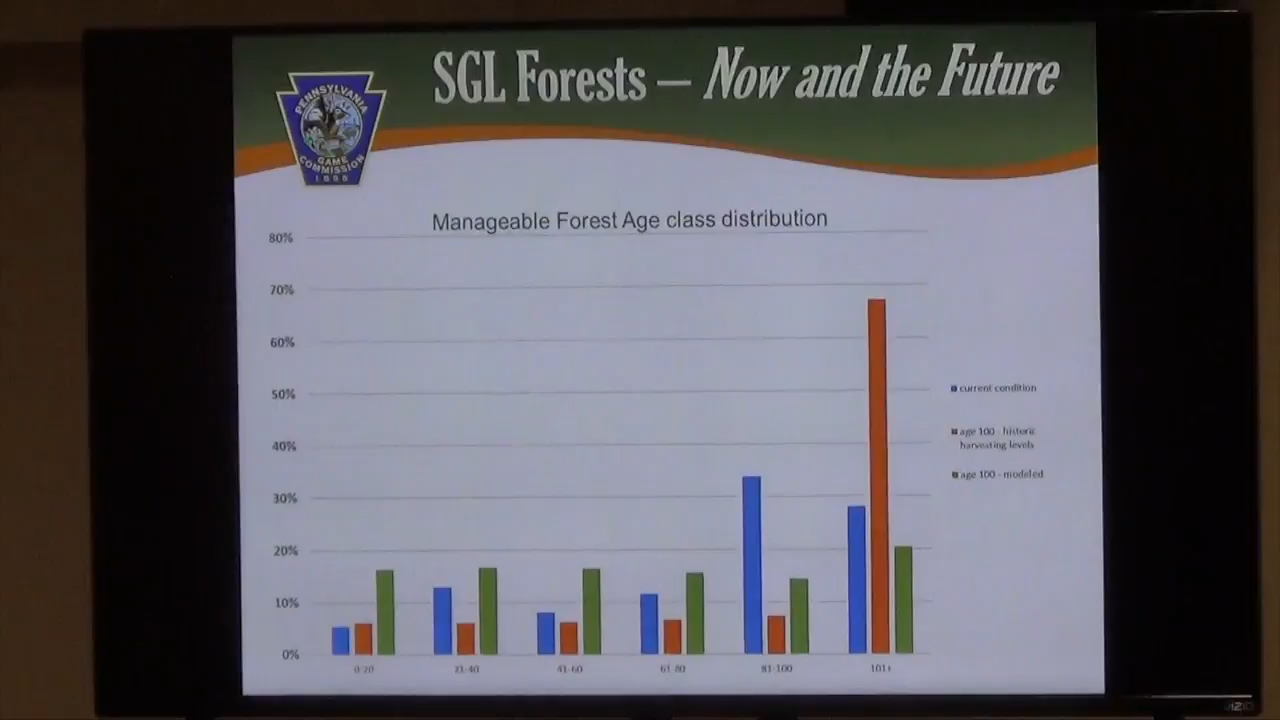 SGL Forests – Now and the Future
PENNSYLVANIA
GAME
COMMISSION
1895
Manageable Forest Age class distribution
80%
70%
60%
50%
40%
30%
20%
10%
0%
0-20
21-40
41-60
61-80
81-100
101+
current condition
age 100 - historic
harvesting levels
age 100 - modeled
VIZIO